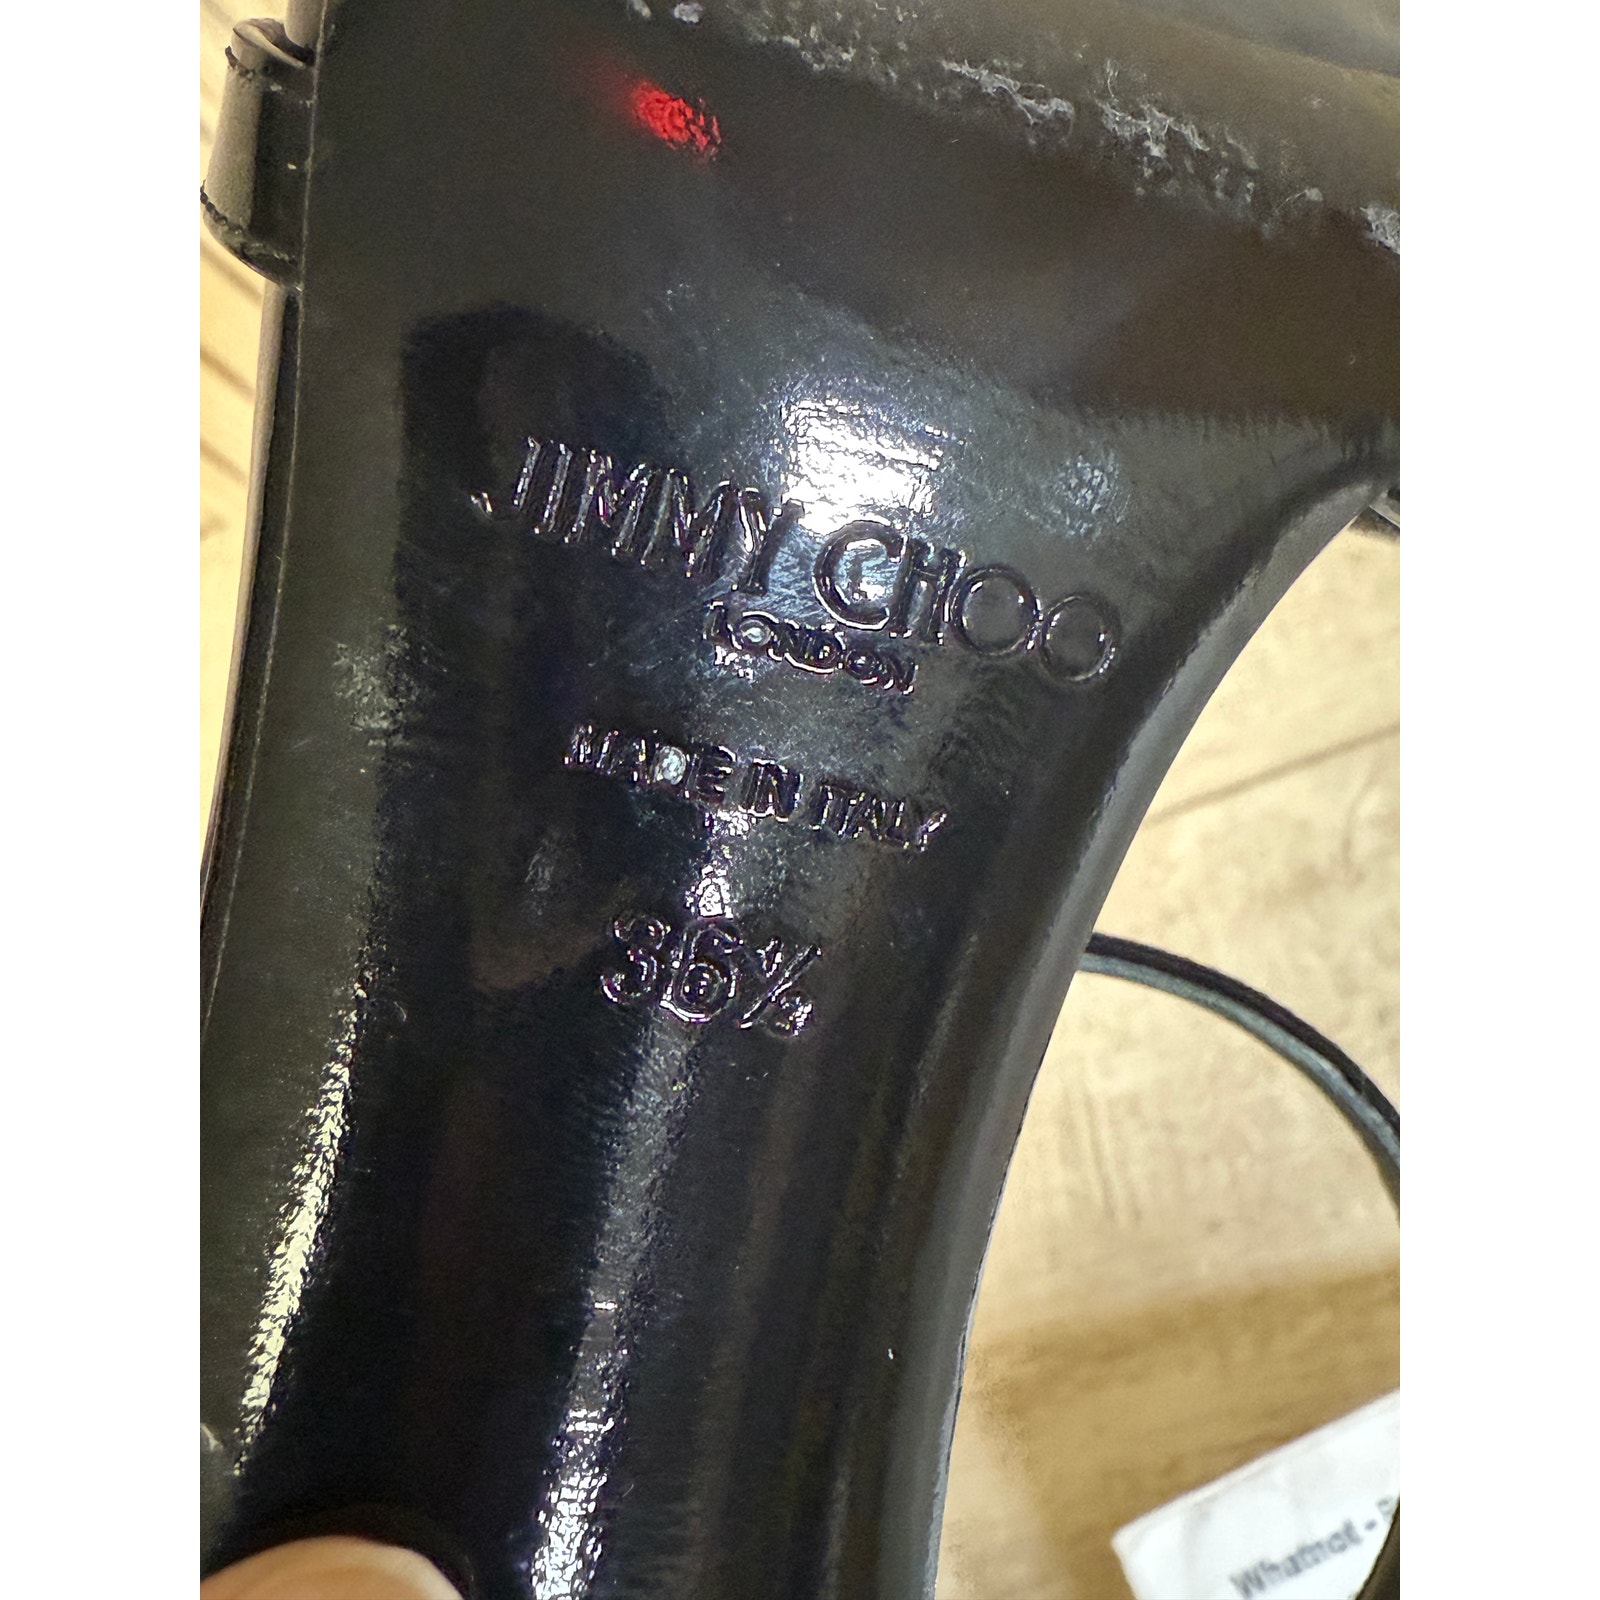 JIMMY CHOO
LONDON
MADE IN ITALY
36½
Whatnot -